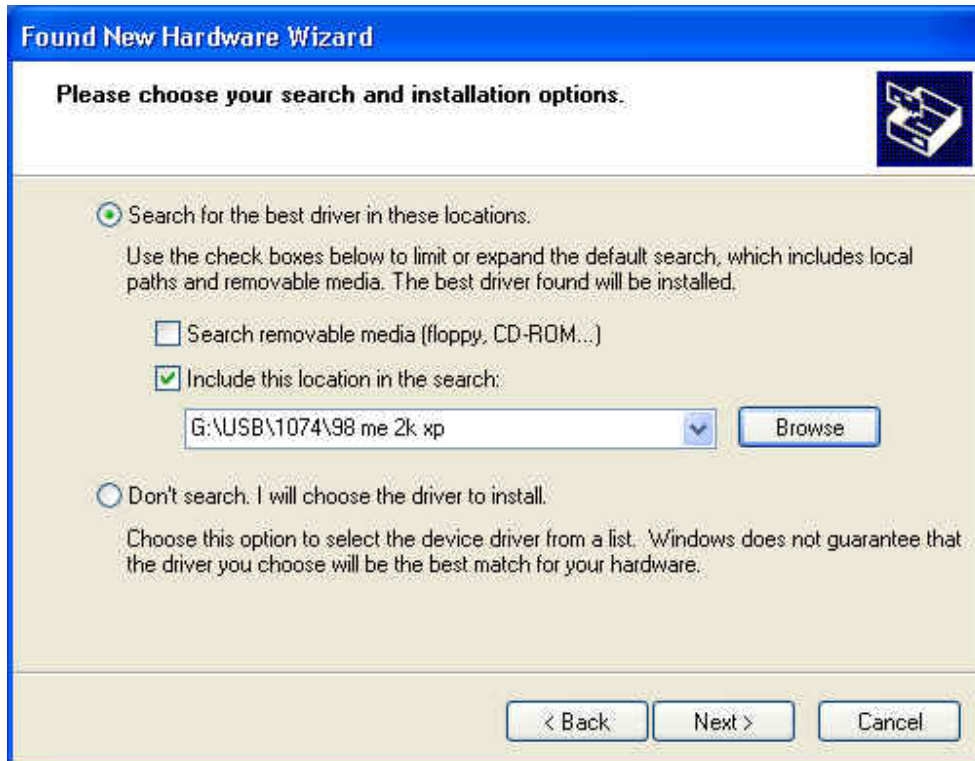 Found New Hardware Wizard
Please choose your search and installation options.
Search for the best driver in these locations.
Use the check boxes below to limit or expand the default search, which includes local
paths and removable media. The best driver found will be installed.
Search removable media (floppy, CD-ROM...)
Include this location in the search:
G:\USB\1074\98 me 2k xp
Browse
Don't search. I will choose the driver to install.
Choose this option to select the device driver from a list. Windows does not guarantee that
the driver you choose will be the best match for your hardware.
< Back
Next >
Cancel